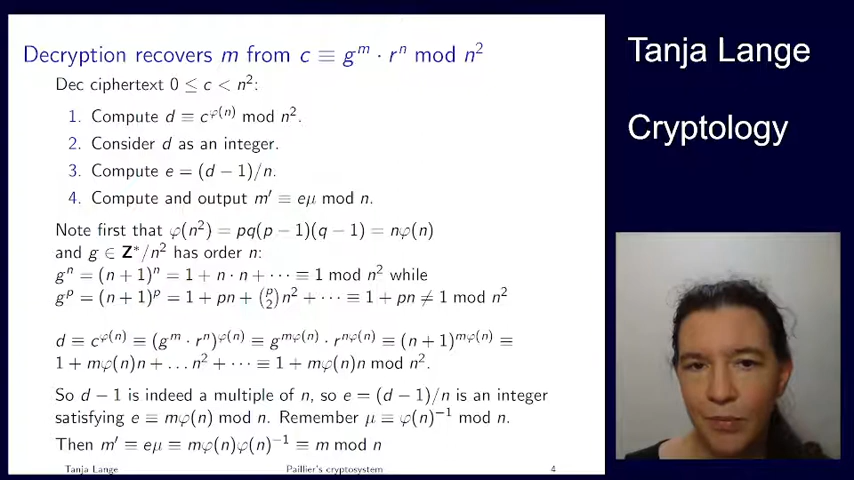 Decryption recovers m from c ≡ g^m · r^n mod n^2
Dec ciphertext 0 ≤ c < n^2:
1. Compute d ≡ c^φ(n) mod n^2.
2. Consider d as an integer.
3. Compute e = (d − 1)/n.
4. Compute and output m′ ≡ eμ mod n.
Note first that φ(n^2) = pq(p − 1)(q − 1) = nφ(n)
and g ∈ Z*/n^2 has order n:
g^n = (n + 1)^n = 1 + n · n + ··· ≡ 1 mod n^2 while
g^p = (n + 1)^p = 1 + pn + (p 2)n^2 + ··· ≡ 1 + pn ≠ 1 mod n^2
d ≡ c^φ(n) ≡ (g^m · r^n)^φ(n) ≡ g^mφ(n) · r^nφ(n) ≡ (n + 1)^mφ(n) ≡
1 + mφ(n)n + ... n^2 + ··· ≡ 1 + mφ(n)n mod n^2.
So d − 1 is indeed a multiple of n, so e = (d − 1)/n is an integer
satisfying e ≡ mφ(n) mod n. Remember μ ≡ φ(n)^−1 mod n.
Then m′ ≡ eμ ≡ mφ(n)φ(n)^−1 ≡ m mod n
Tanja Lange Paillier's cryptosystem 4
Tanja Lange
Cryptology